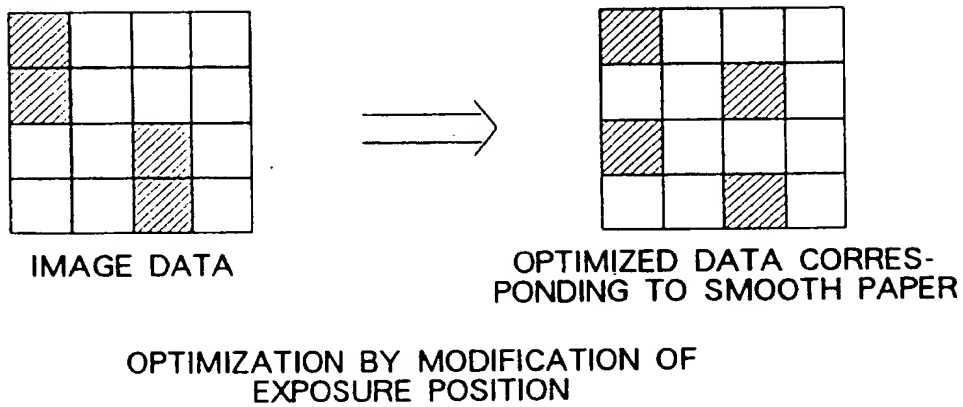 IMAGE DATA
OPTIMIZED DATA CORRES-
PONDING TO SMOOTH PAPER
OPTIMIZATION BY MODIFICATION OF
EXPOSURE POSITION